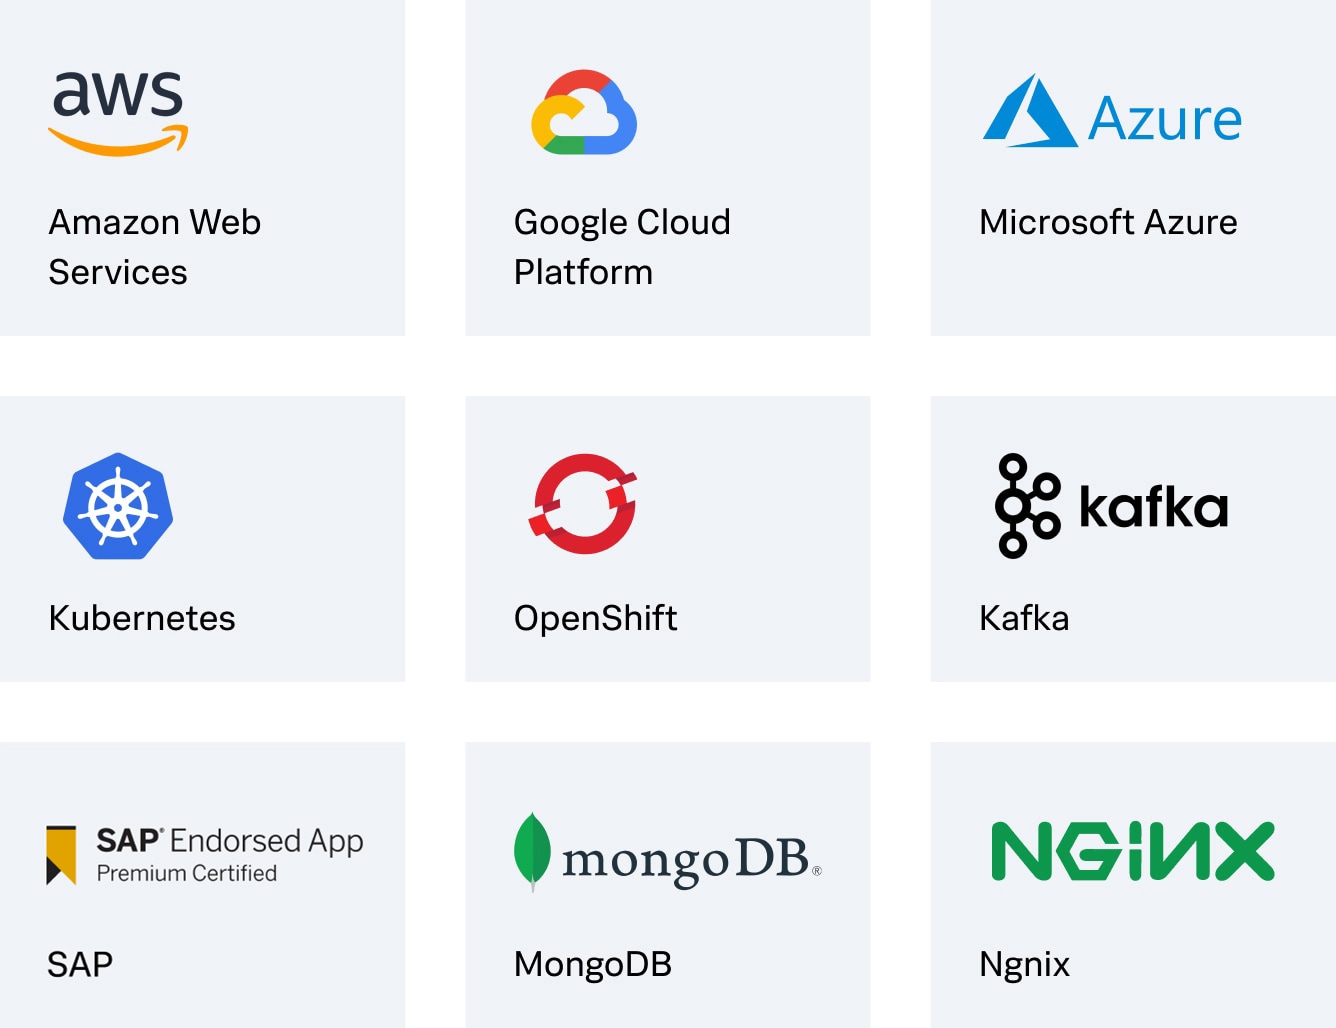 aws
Amazon Web
Services
Google Cloud
Platform
Azure
Microsoft Azure
Kubernetes
OpenShift
kafka
Kafka
SAP® Endorsed App
Premium Certified
SAP
mongoDB®
MongoDB
NGiNX
Ngnix